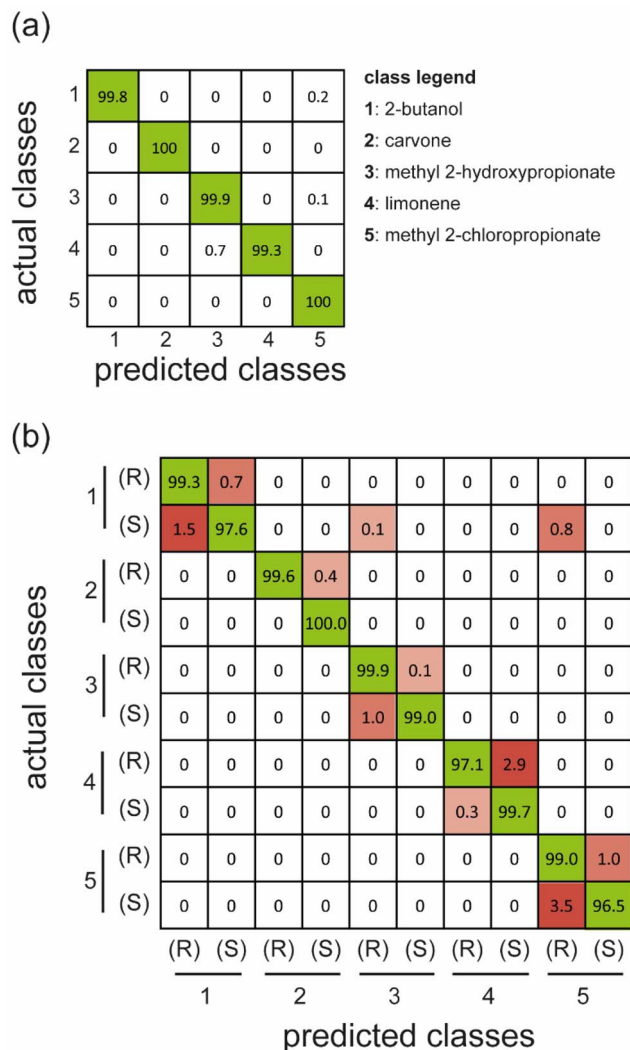 (a)
class legend
1: 2-butanol
2: carvone
3: methyl 2-hydroxypropionate
4: limonene
5: methyl 2-chloropropionate
actual classes
1 99.8 0 0 0 0.2
2 0 100 0 0 0
3 0 0 99.9 0 0.1
4 0 0 0.7 99.3 0
5 0 0 0 0 100
1 2 3 4 5
predicted classes
(b)
actual classes
1
(R) 99.3 0.7 0 0 0 0 0 0 0 0
(S) 1.5 97.6 0 0 0.1 0 0 0 0.8 0
2
(R) 0 0 99.6 0.4 0 0 0 0 0 0
(S) 0 0 0 100.0 0 0 0 0 0 0
3
(R) 0 0 0 0 99.9 0.1 0 0 0 0
(S) 0 0 0 0 1.0 99.0 0 0 0 0
4
(R) 0 0 0 0 0 0 97.1 2.9 0 0
(S) 0 0 0 0 0 0 0.3 99.7 0 0
5
(R) 0 0 0 0 0 0 0 0 99.0 1.0
(S) 0 0 0 0 0 0 0 0 3.5 96.5
(R) (S) (R) (S) (R) (S) (R) (S) (R) (S)
1 2 3 4 5
predicted classes